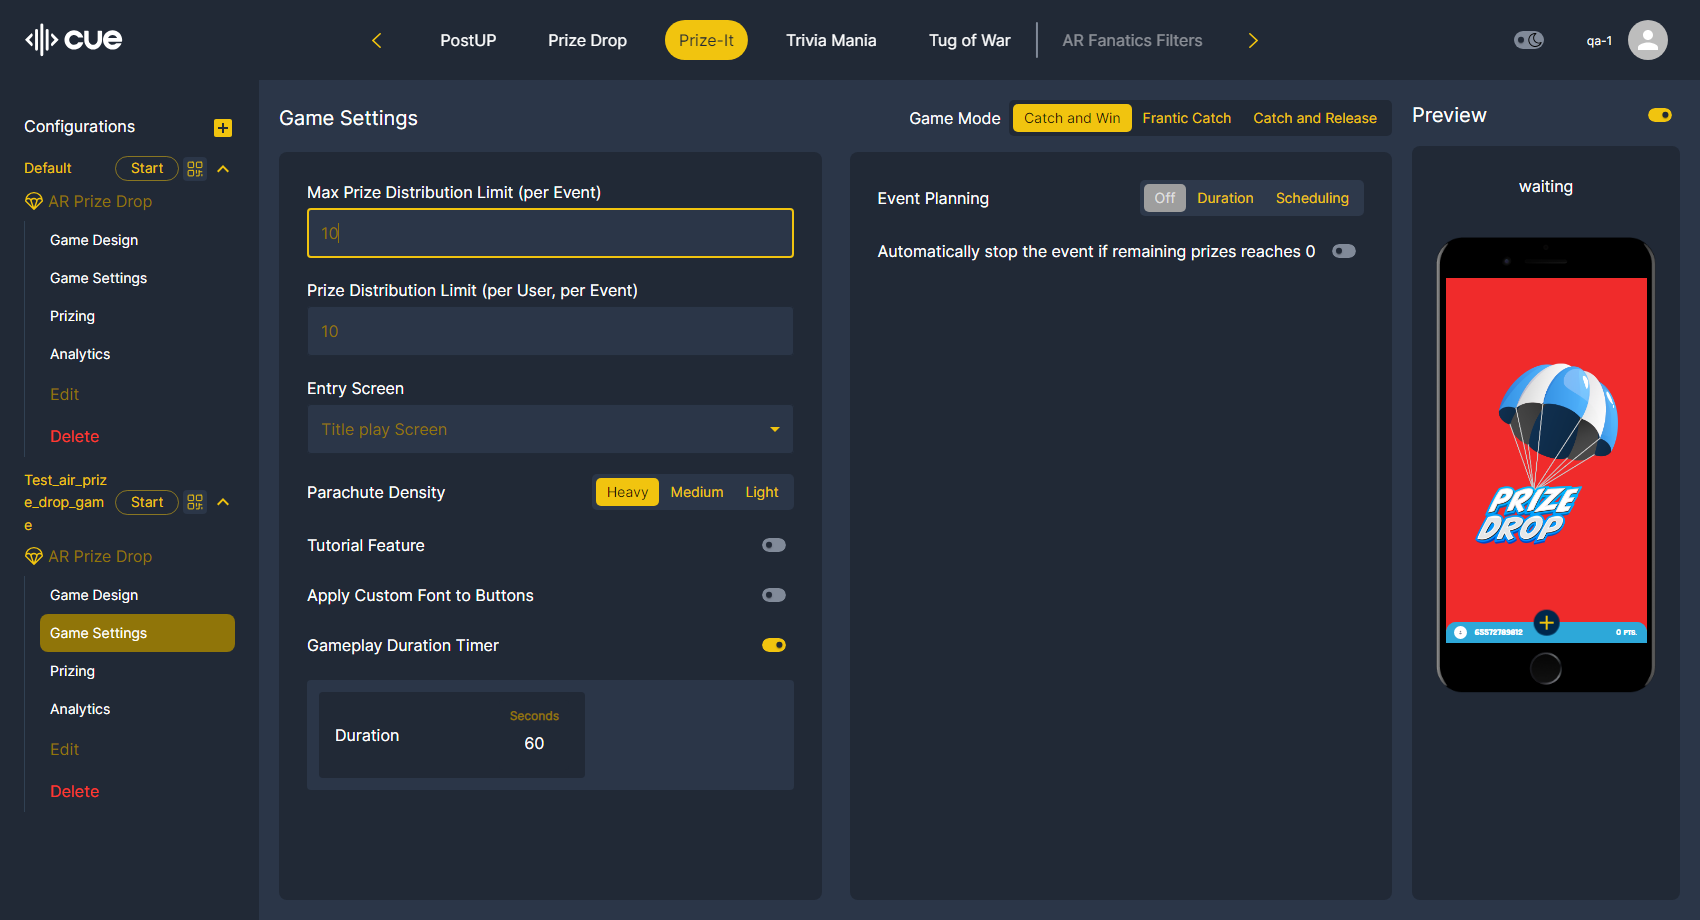 cue
PostUP
Prize Drop
Prize-It
Trivia Mania
Tug of War
AR Fanatics Filters
qa-1
Configurations
Default
Start
AR Prize Drop
Game Design
Game Settings
Prizing
Analytics
Edit
Delete
Test_air_priz
e_drop_gam
e
Start
AR Prize Drop
Game Design
Game Settings
Prizing
Analytics
Edit
Delete
Game Settings
Game Mode
Catch and Win
Frantic Catch
Catch and Release
Max Prize Distribution Limit (per Event)
10
Prize Distribution Limit (per User, per Event)
10
Entry Screen
Title play Screen
Parachute Density
Heavy
Medium
Light
Tutorial Feature
Apply Custom Font to Buttons
Gameplay Duration Timer
Duration
Seconds
60
Event Planning
Off
Duration
Scheduling
Automatically stop the event if remaining prizes reaches 0
Preview
waiting
PRIZE
DROP
65572789612
0 PTS.